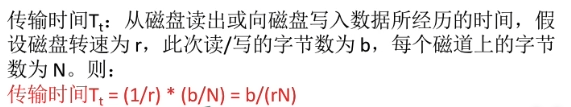 传输时间Tt：从磁盘读出或向磁盘写入数据所经历的时间，假
设磁盘转速为 r，此次读/写的字节数为 b，每个磁道上的字节
数为 N。则：
传输时间Tt = (1/r) * (b/N) = b/(rN)